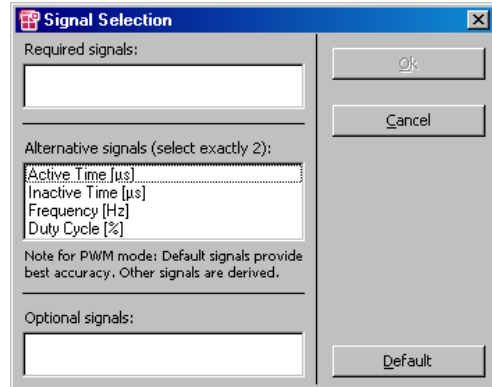 Signal Selection
Required signals:
Ok
Cancel
Alternative signals (select exactly 2):
Active Time [µs]
Inactive Time [µs]
Frequency [Hz]
Duty Cycle [%]
Note for PWM mode: Default signals provide
best accuracy. Other signals are derived.
Optional signals:
Default